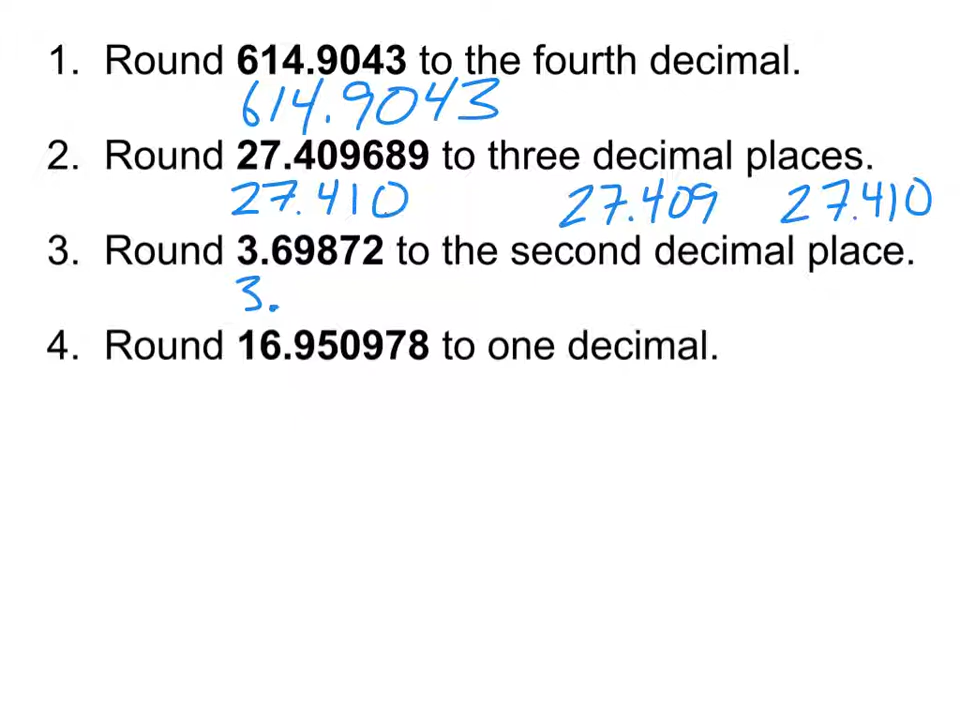 1. Round 614.9043 to the fourth decimal.
614.9043
2. Round 27.409689 to three decimal places.
27.410 27.409 27.410
3. Round 3.69872 to the second decimal place.
3.
4. Round 16.950978 to one decimal.